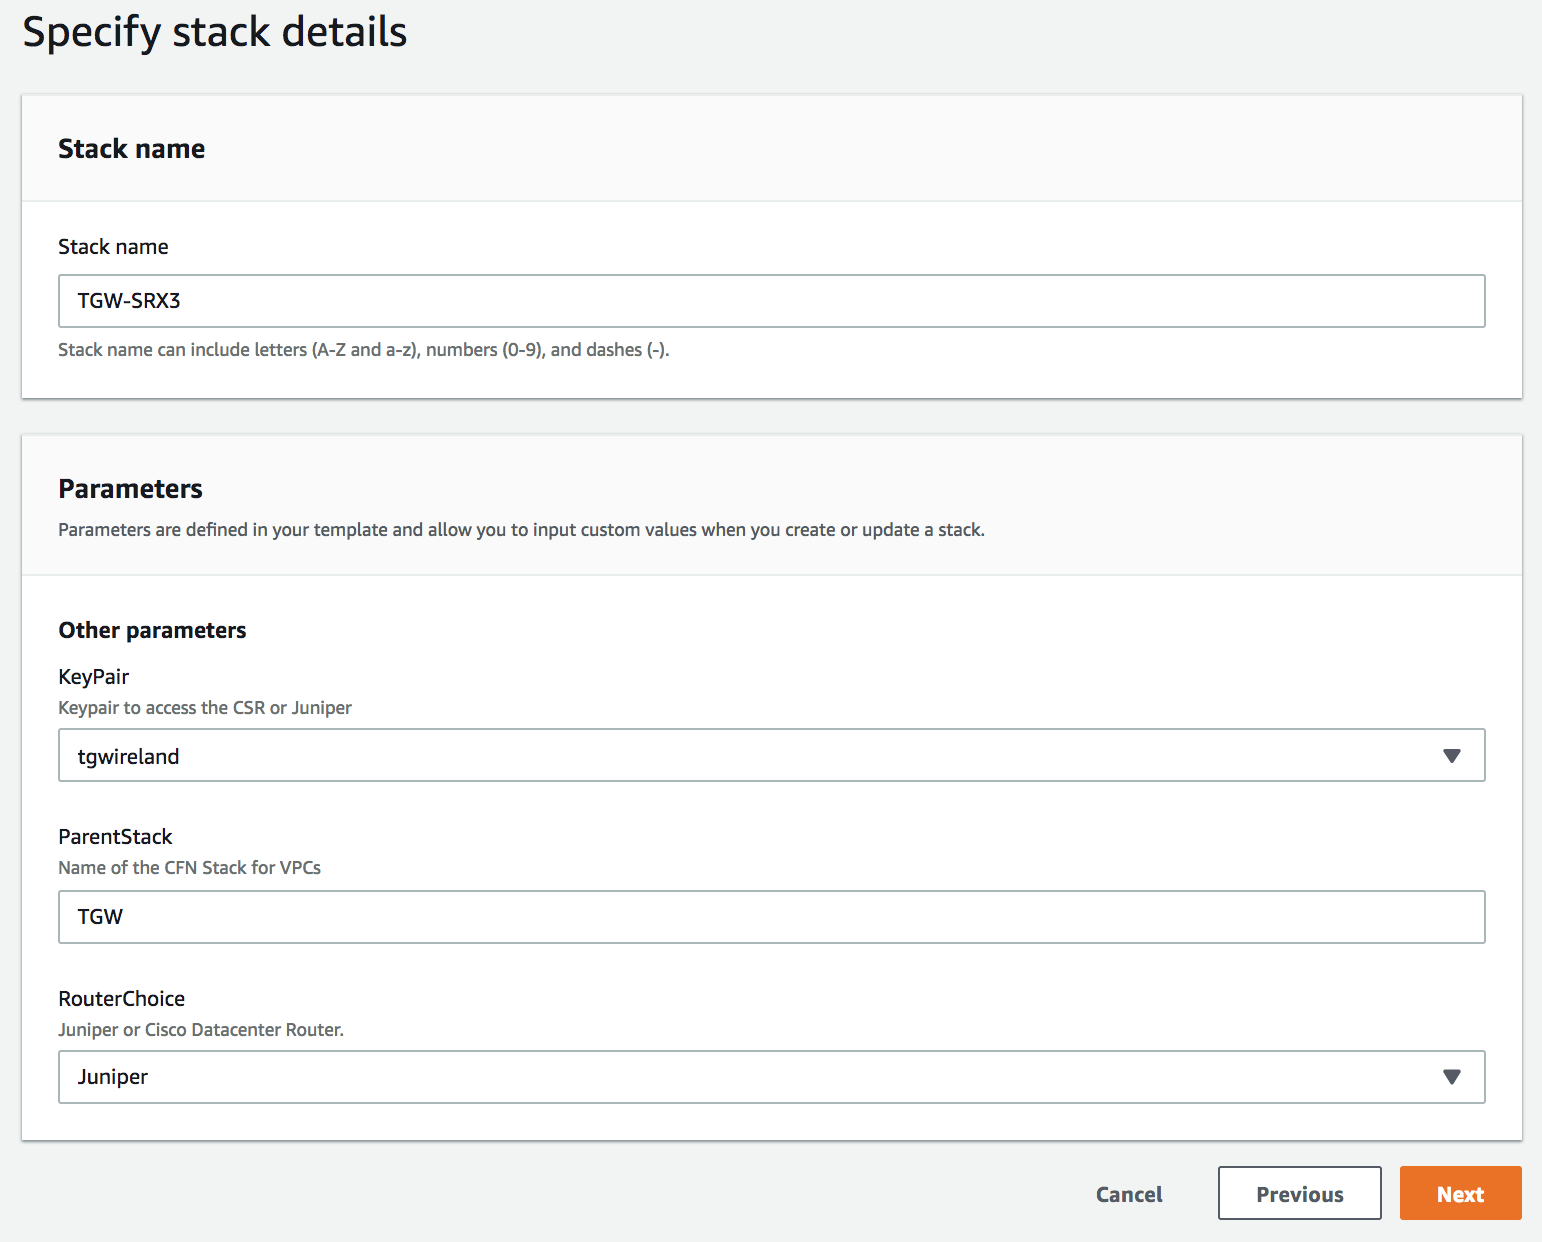 Specify stack details
Stack name
Stack name
TGW-SRX3
Stack name can include letters (A-Z and a-z), numbers (0-9), and dashes (-).
Parameters
Parameters are defined in your template and allow you to input custom values when you create or update a stack.
Other parameters
KeyPair
Keypair to access the CSR or Juniper
tgwireland
ParentStack
Name of the CFN Stack for VPCs
TGW
RouterChoice
Juniper or Cisco Datacenter Router.
Juniper
Cancel Previous Next